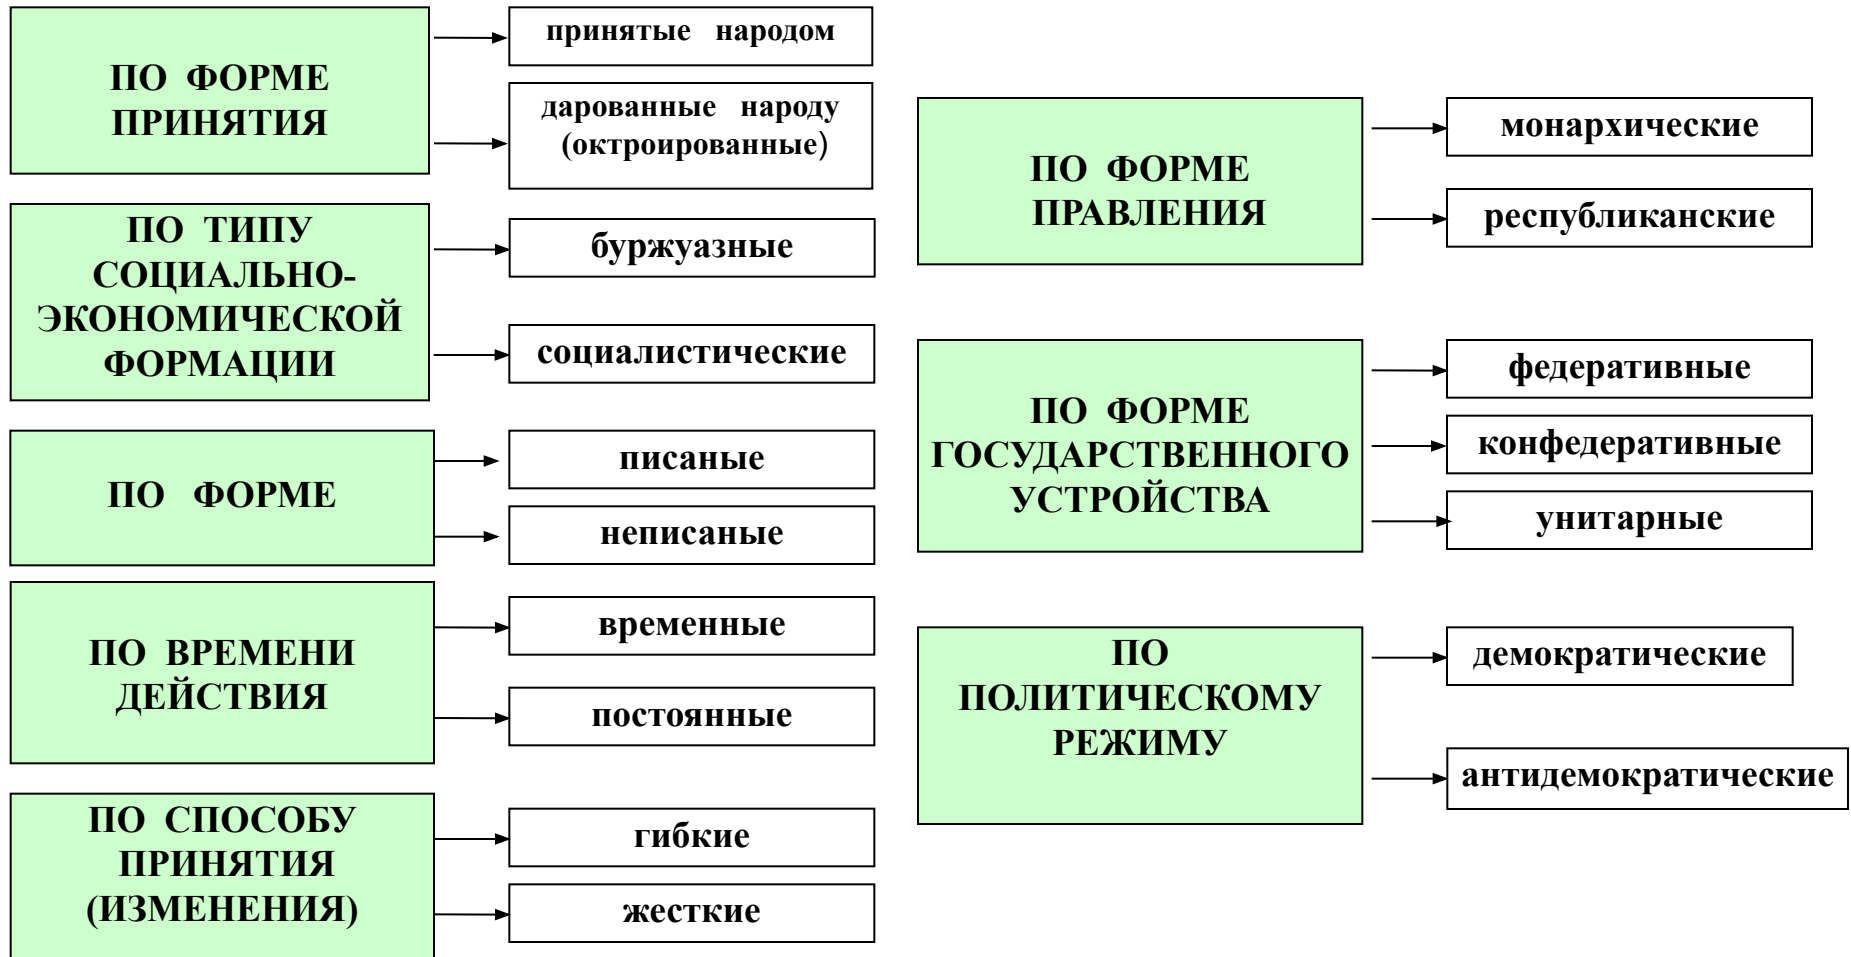 ПО ФОРМЕ
ПРИНЯТИЯ
принятые народом
дарованные народу
(октроированные)
ПО ТИПУ
СОЦИАЛЬНО-
ЭКОНОМИЧЕСКОЙ
ФОРМАЦИИ
буржуазные
социалистические
ПО ФОРМЕ
писаные
неписаные
ПО ВРЕМЕНИ
ДЕЙСТВИЯ
временные
постоянные
ПО СПОСОБУ
ПРИНЯТИЯ
(ИЗМЕНЕНИЯ)
гибкие
жесткие
ПО ФОРМЕ
ПРАВЛЕНИЯ
монархические
республиканские
ПО ФОРМЕ
ГОСУДАРСТВЕННОГО
УСТРОЙСТВА
федеративные
конфедеративные
унитарные
ПО
ПОЛИТИЧЕСКОМУ
РЕЖИМУ
демократические
антидемократические